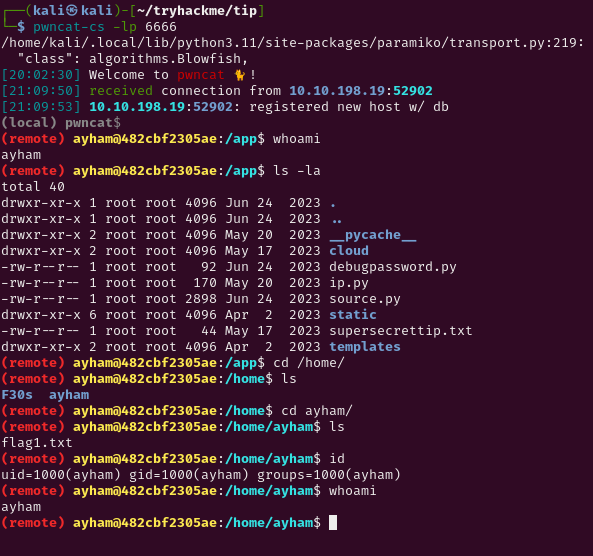 ┌──(kali㉿kali)-[~/tryhackme/tip]
└─$ pwncat-cs -lp 6666
/home/kali/.local/lib/python3.11/site-packages/paramiko/transport.py:219:
  "class": algorithms.Blowfish,
[20:02:30] Welcome to pwncat 🐈!
[21:09:50] received connection from 10.10.198.19:52902
[21:09:53] 10.10.198.19:52902: registered new host w/ db
(local) pwncat$
(remote) ayham@482cbf2305ae:/app$ whoami
ayham
(remote) ayham@482cbf2305ae:/app$ ls -la
total 40
drwxr-xr-x 1 root root 4096 Jun 24  2023 .
drwxr-xr-x 1 root root 4096 Jun 24  2023 ..
drwxr-xr-x 2 root root 4096 May 20  2023 __pycache__
drwxr-xr-x 2 root root 4096 May 17  2023 cloud
-rw-r--r-- 1 root root   92 Jun 24  2023 debugpassword.py
-rw-r--r-- 1 root root  170 May 20  2023 ip.py
-rw-r--r-- 1 root root 2898 Jun 24  2023 source.py
drwxr-xr-x 6 root root 4096 Apr  2  2023 static
-rw-r--r-- 1 root root   44 May 17  2023 supersecrettip.txt
drwxr-xr-x 2 root root 4096 Apr  2  2023 templates
(remote) ayham@482cbf2305ae:/app$ cd /home/
(remote) ayham@482cbf2305ae:/home$ ls
F30s  ayham
(remote) ayham@482cbf2305ae:/home$ cd ayham/
(remote) ayham@482cbf2305ae:/home/ayham$ ls
flag1.txt
(remote) ayham@482cbf2305ae:/home/ayham$ id
uid=1000(ayham) gid=1000(ayham) groups=1000(ayham)
(remote) ayham@482cbf2305ae:/home/ayham$ whoami
ayham
(remote) ayham@482cbf2305ae:/home/ayham$